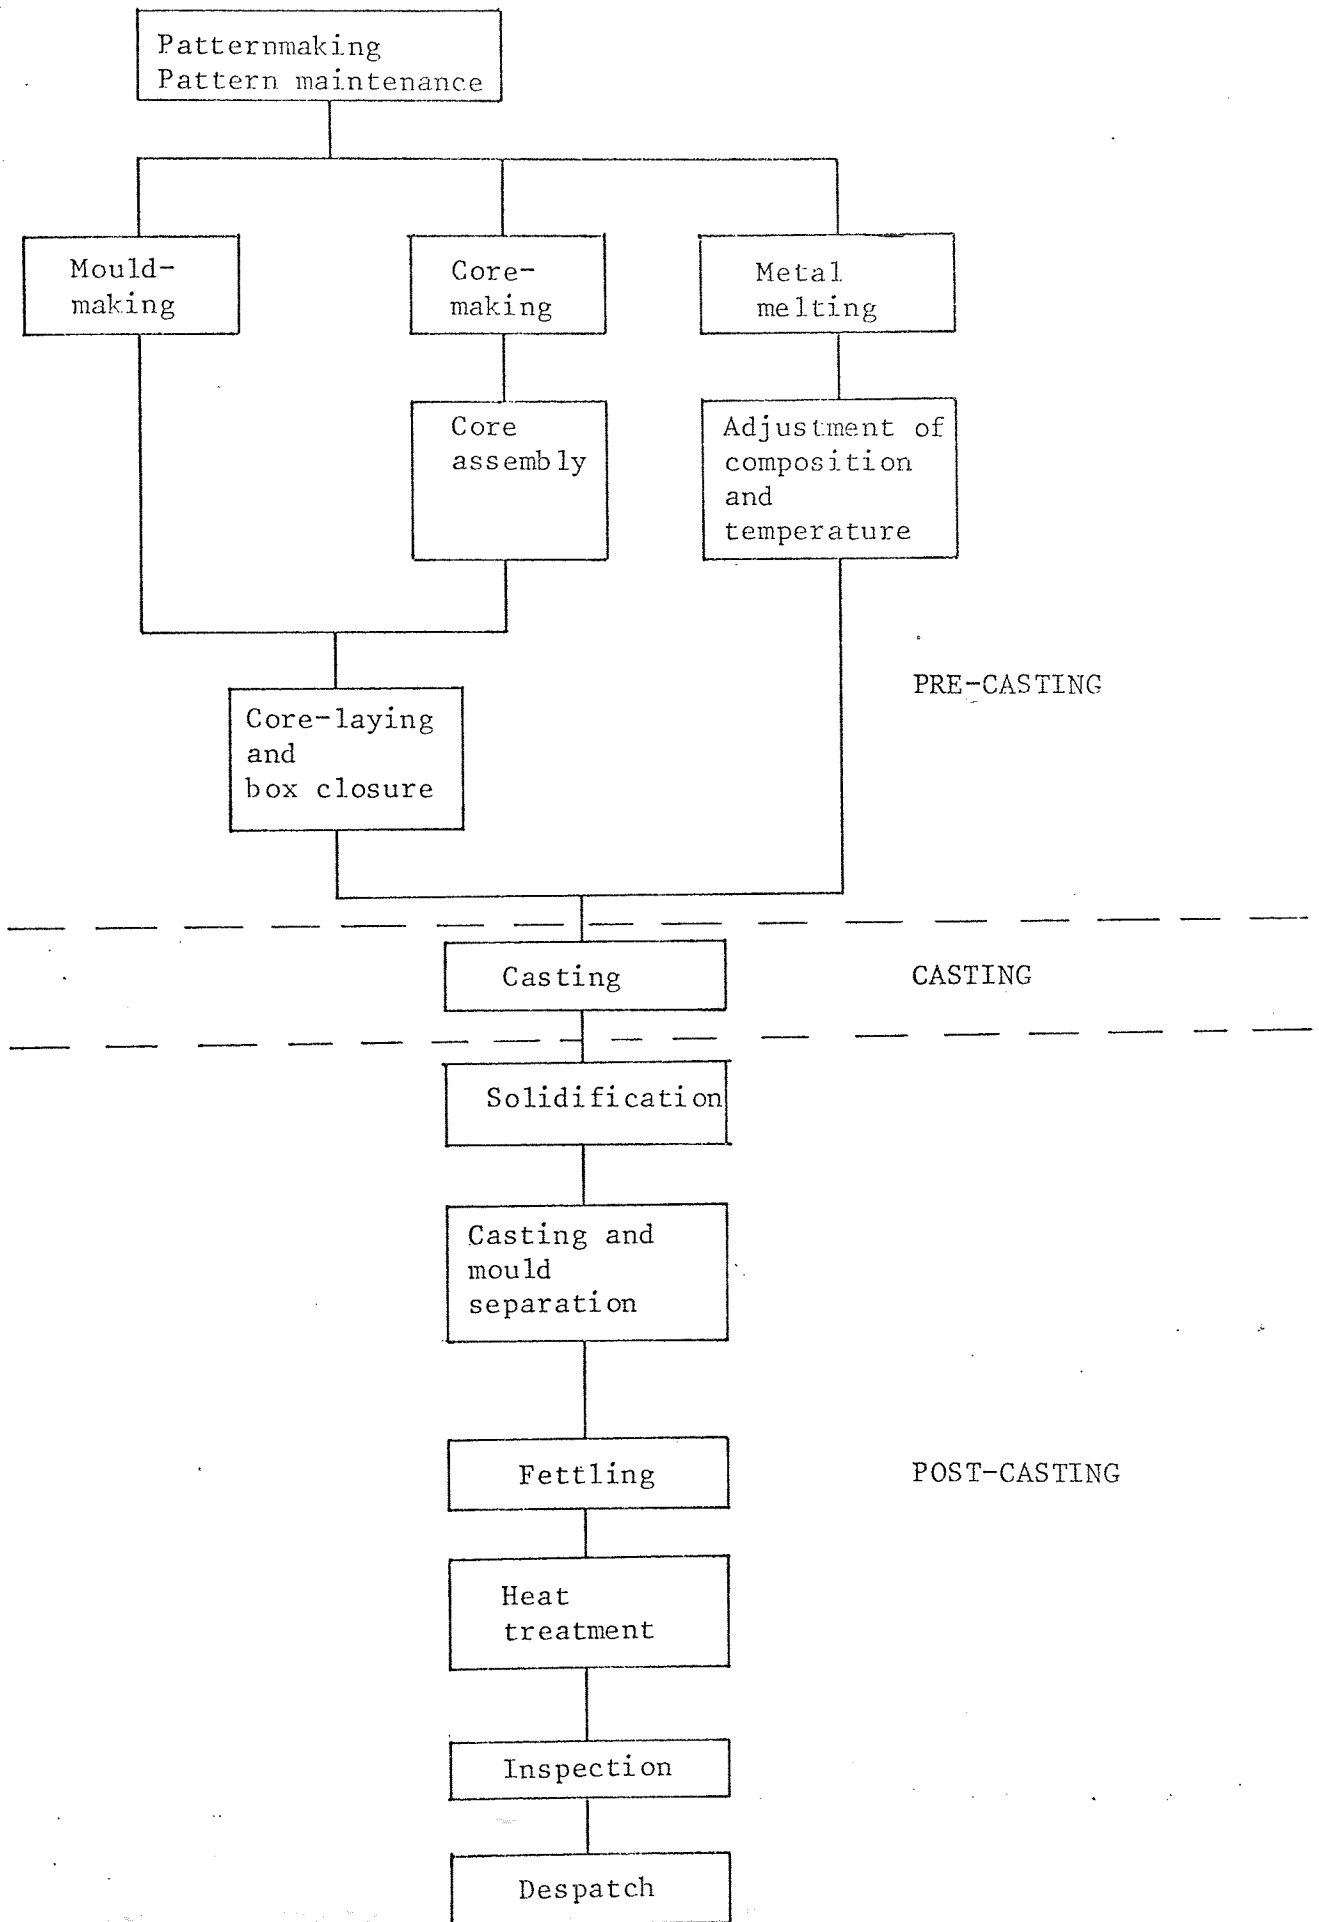 Patternmaking
Pattern maintenance
Mould-
making
Core-
making
Metal
melting
Core
assembly
Adjustment of
composition
and
temperature
Core-laying
and
box closure
PRE-CASTING
Casting
CASTING
Solidification
Casting and
mould
separation
Fettling
POST-CASTING
Heat
treatment
Inspection
Despatch